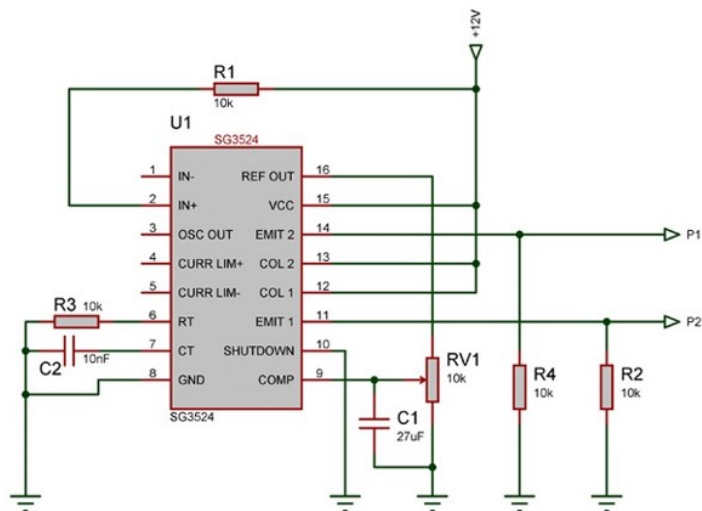 +12V
R1
10k
U1
SG3524
1 IN- REF OUT 16
2 IN+ VCC 15
3 OSC OUT EMIT 2 14
P1
4 CURR LIM+ COL 2 13
5 CURR LIM- COL 1 12
R3 10k
6 RT EMIT 1 11
P2
C2 10nF
7 CT SHUTDOWN 10
8 GND COMP 9
RV1
10k
R4
10k
R2
10k
C1
27uF
SG3524